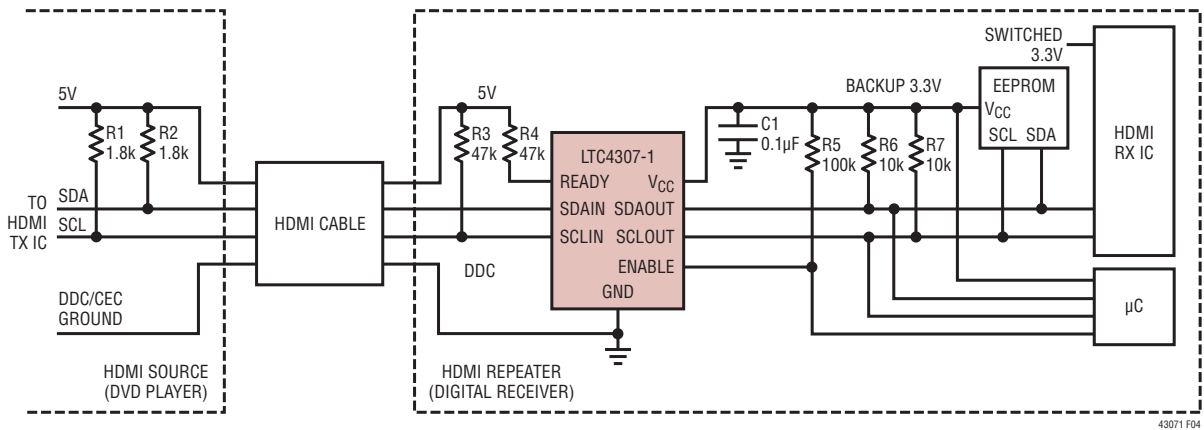 SWITCHED
3.3V
5V
5V
BACKUP 3.3V
EEPROM
VCC
SCL SDA
HDMI
RX IC
R1
1.8k
R2
1.8k
R3
47k
R4
47k
C1
0.1µF
R5
100k
R6
10k
R7
10k
LTC4307-1
READY
VCC
SDAIN
SDAOUT
SCLIN
SCLOUT
ENABLE
GND
TO
HDMI
TX IC
SDA
SCL
HDMI CABLE
DDC
DDC/CEC
GROUND
µC
HDMI SOURCE
(DVD PLAYER)
HDMI REPEATER
(DIGITAL RECEIVER)
43071 F04